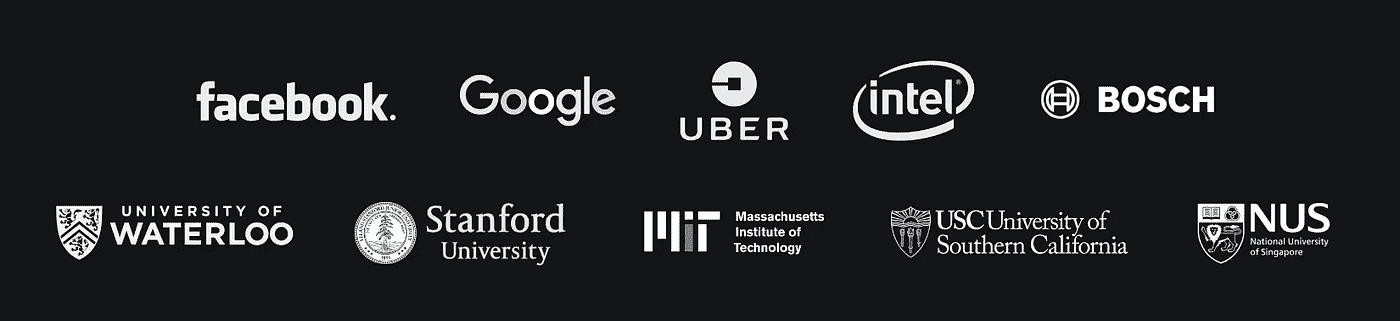 facebook.
Google
UBER
intel®
BOSCH
UNIVERSITY OF
WATERLOO
Stanford
University
MIT
Massachusetts
Institute of
Technology
USC University of
Southern California
NUS
National University
of Singapore